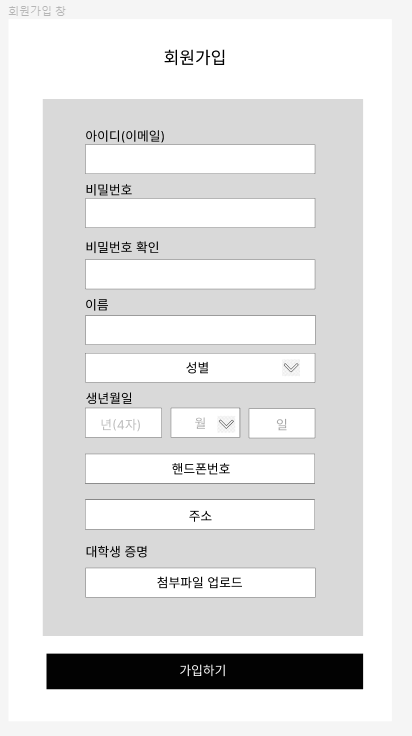 회원가입 창
회원가입
아이디(이메일)
비밀번호
비밀번호 확인
이름
성별
생년월일
년(4자) 월 일
핸드폰번호
주소
대학생 증명
첨부파일 업로드
가입하기